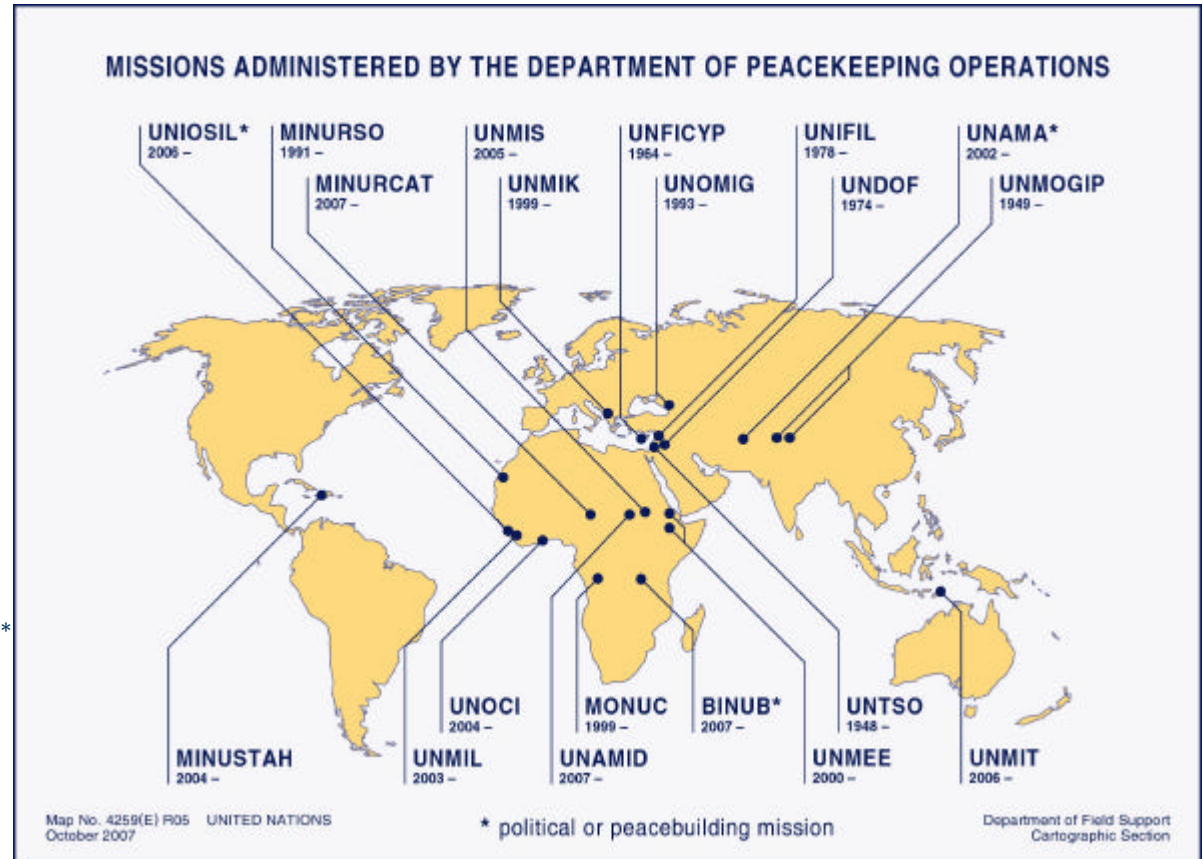 MISSIONS ADMINISTERED BY THE DEPARTMENT OF PEACEKEEPING OPERATIONS
UNIOSIL*
2006 –
MINURSO
1991 –
UNMIS
2005 –
UNFICYP
1964 –
UNIFIL
1978 –
UNAMA*
2002 –
MINURCAT
2007 –
UNMIK
1999 –
UNOMIG
1993 –
UNDOF
1974 –
UNMOGIP
1949 –
*
UNOCI
2004 –
MONUC
1999 –
BINUB*
2007 –
UNTSO
1948 –
MINUSTAH
2004 –
UNMIL
2003 –
UNAMID
2007 –
UNMEE
2000 –
UNMIT
2006 –
Map No. 4259(E) R05 UNITED NATIONS
October 2007
* political or peacebuilding mission
Department of Field Support
Cartographic Section